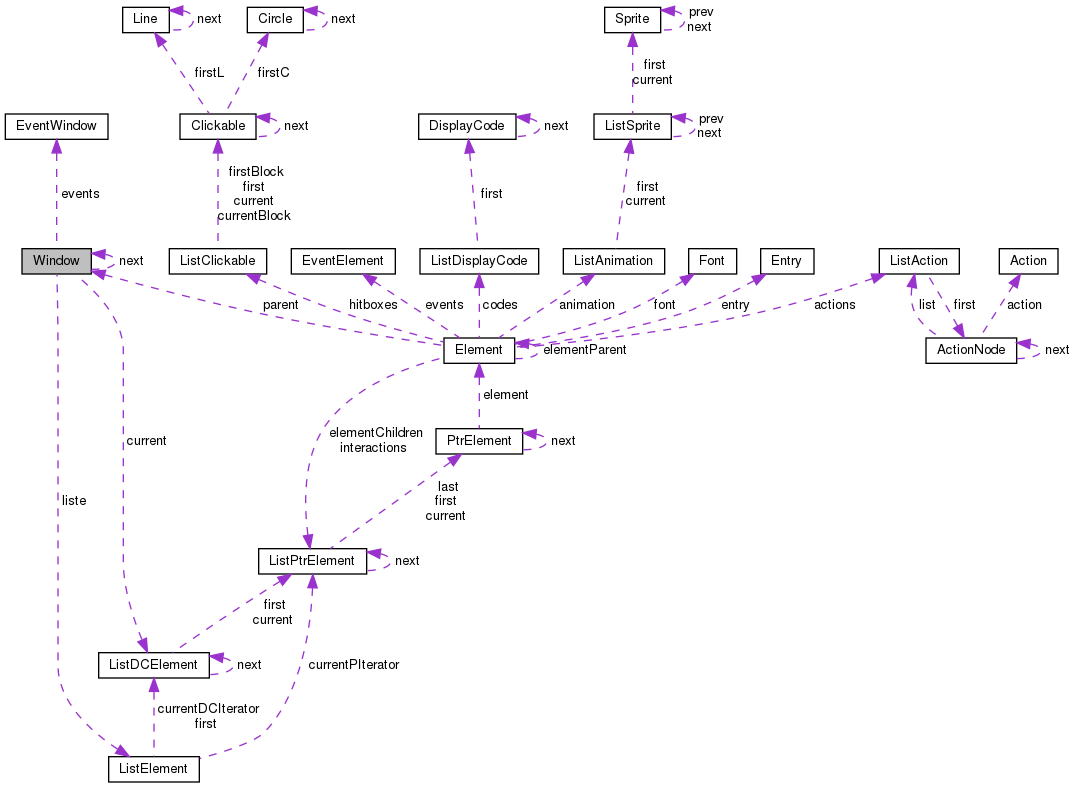 Line
next
Circle
next
Sprite
prev
next
firstL
firstC
first
current
EventWindow
Clickable
next
DisplayCode
next
ListSprite
prev
next
events
firstBlock
first
current
currentBlock
first
first
current
Window
next
ListClickable
EventElement
ListDisplayCode
ListAnimation
Font
Entry
ListAction
Action
parent
hitboxes
events
codes
animation
font
entry
actions
list
first
action
Element
elementParent
ActionNode
next
element
current
elementChildren
interactions
PtrElement
next
liste
last
first
current
ListPtrElement
next
first
current
ListDCElement
next
currentPIterator
currentDCIterator
first
ListElement